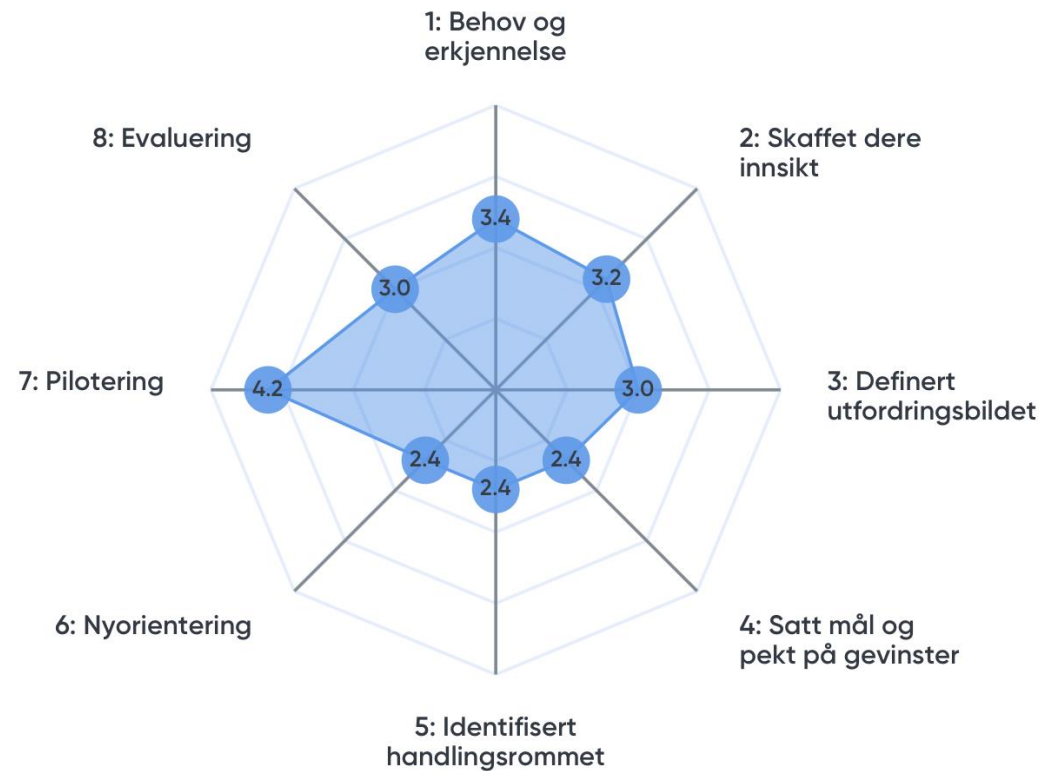 1: Behov og
erkjennelse
8: Evaluering
2: Skaffet dere
innsikt
3.4
3.2
3.0
7: Pilotering
4.2
3.0
3: Definert
utfordringsbildet
2.4
2.4
2.4
6: Nyorientering
4: Satt mål og
pekt på gevinster
5: Identifisert
handlingsrommet